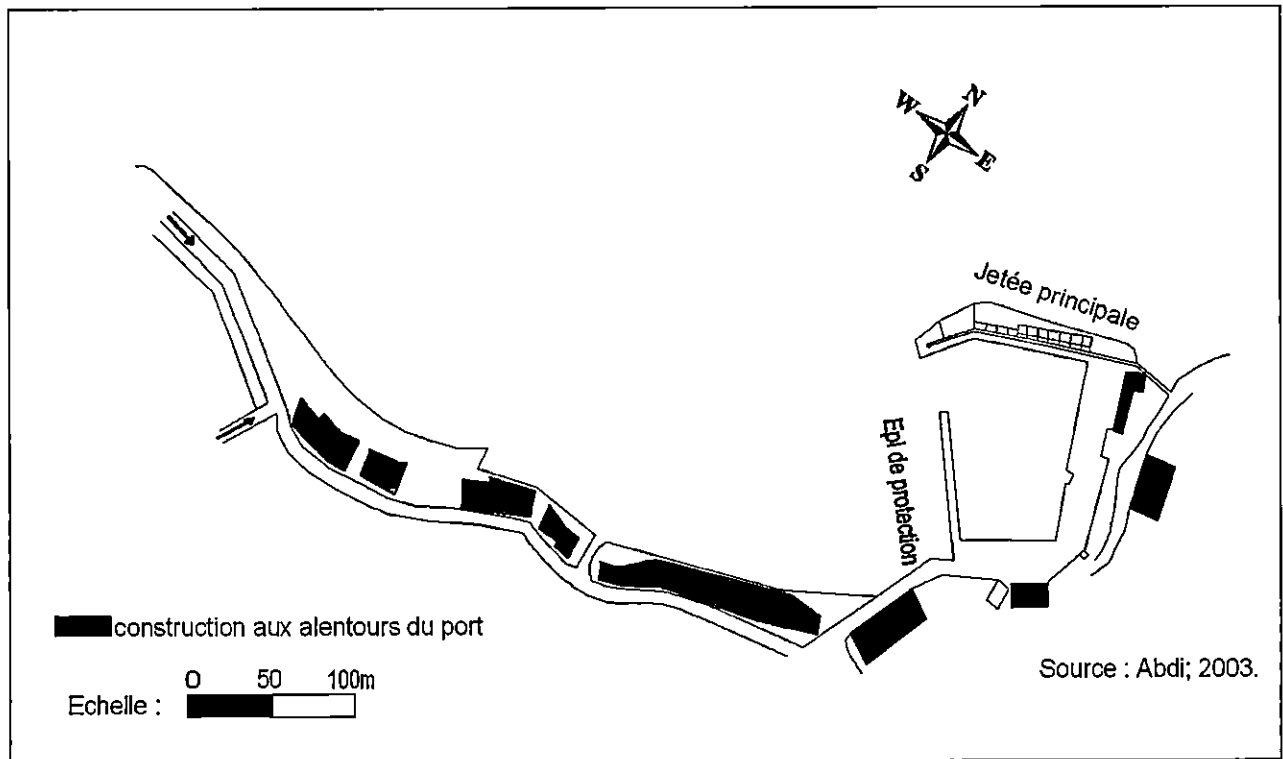 N
W
E
S
Jetée principale
Epi de protection
construction aux alentours du port
0 50 100m
Echelle :
Source : Abdi; 2003.